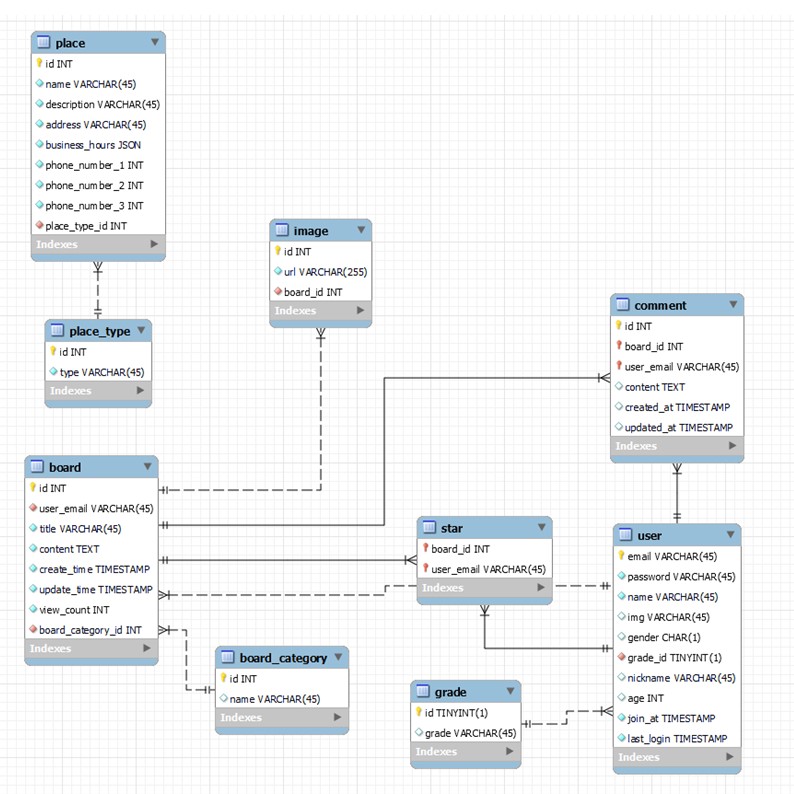 place
id INT
name VARCHAR(45)
description VARCHAR(45)
address VARCHAR(45)
business_hours JSON
phone_number_1 INT
phone_number_2 INT
phone_number_3 INT
place_type_id INT
Indexes
place_type
id INT
type VARCHAR(45)
Indexes
image
id INT
url VARCHAR(255)
board_id INT
Indexes
comment
id INT
board_id INT
user_email VARCHAR(45)
content TEXT
created_at TIMESTAMP
updated_at TIMESTAMP
Indexes
board
id INT
user_email VARCHAR(45)
title VARCHAR(45)
content TEXT
create_time TIMESTAMP
update_time TIMESTAMP
view_count INT
board_category_id INT
Indexes
star
board_id INT
user_email VARCHAR(45)
Indexes
user
email VARCHAR(45)
password VARCHAR(45)
name VARCHAR(45)
img VARCHAR(45)
gender CHAR(1)
grade_id TINYINT(1)
nickname VARCHAR(45)
age INT
join_at TIMESTAMP
last_login TIMESTAMP
Indexes
board_category
id INT
name VARCHAR(45)
Indexes
grade
id TINYINT(1)
grade VARCHAR(45)
Indexes